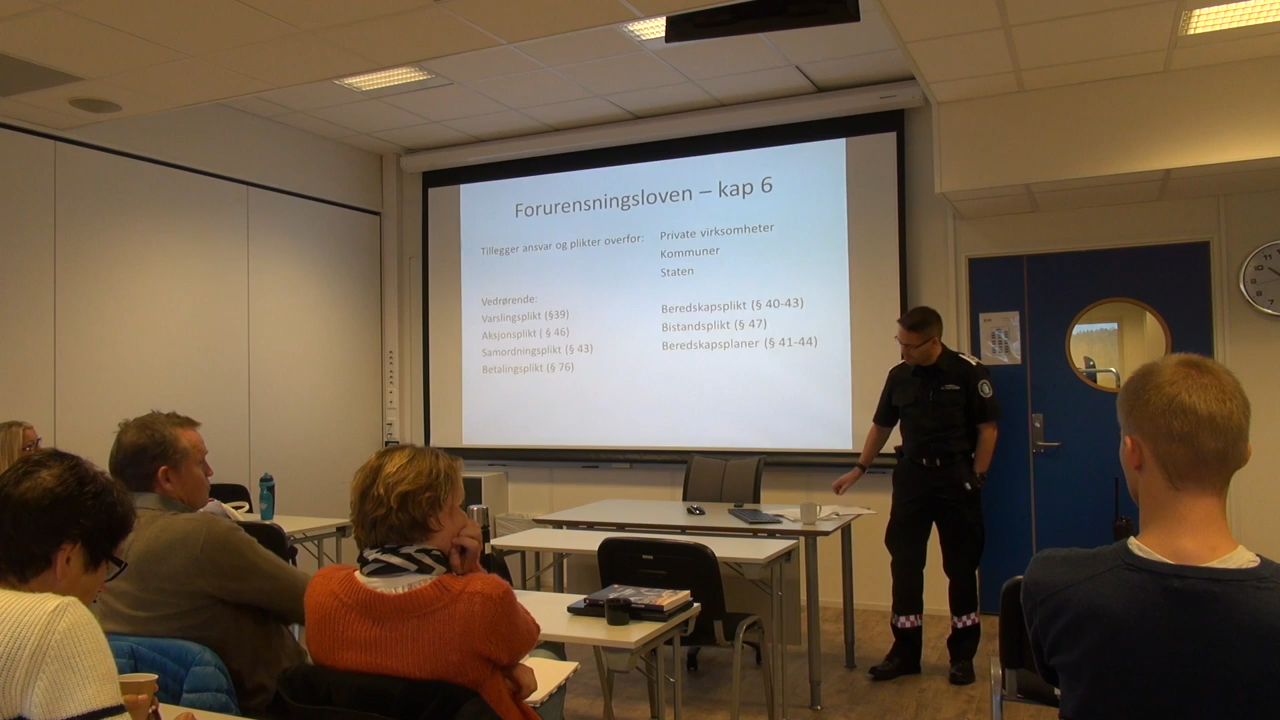 Forurensningsloven – kap 6
Tillegger ansvar og plikter overfor:
Private virksomheter
Kommuner
Staten
Vedrørende:
Varslingsplikt (§39)
Aksjonsplikt ( § 46)
Samordningsplikt (§ 43)
Betalingsplikt (§ 76)
Beredskapsplikt (§ 40-43)
Bistandsplikt (§ 47)
Beredskapsplaner (§ 41-44)